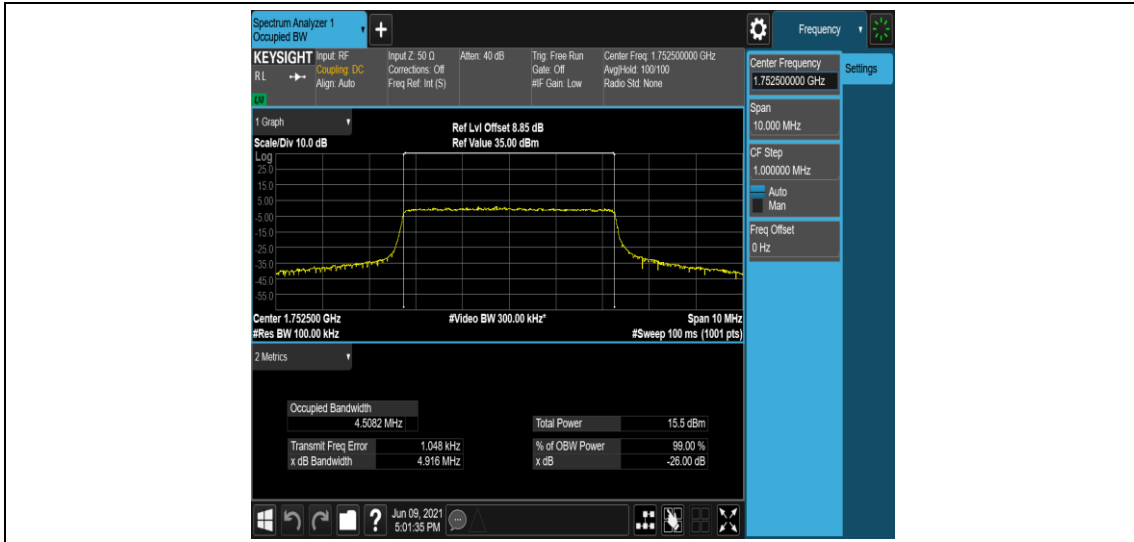 Spectrum Analyzer 1
Occupied BW
+
Frequency
KEYSIGHT
RL
Input: RF
Coupling: DC
Align: Auto
Input Z: 50 Ω
Corrections: Off
Freq Ref: Int (S)
Atten: 40 dB
Trig: Free Run
Gate: Off
#IF Gain: Low
Center Freq: 1.752500000 GHz
Avg|Hold: 100/100
Radio Std: None
1 Graph
Scale/Div 10.0 dB
Ref Lvl Offset 8.85 dB
Ref Value 35.00 dBm
Log
25.0
15.0
5.00
-5.00
-15.0
-25.0
-35.0
-45.0
-55.0
Center 1.752500 GHz
#Res BW 100.00 kHz
#Video BW 300.00 kHz*
Span 10 MHz
#Sweep 100 ms (1001 pts)
2 Metrics
Occupied Bandwidth
4.5082 MHz
Transmit Freq Error 1.048 kHz
x dB Bandwidth 4.916 MHz
Total Power 15.5 dBm
% of OBW Power 99.00 %
x dB -26.00 dB
Center Frequency
1.752500000 GHz
Settings
Span
10.000 MHz
CF Step
1.000000 MHz
Auto
Man
Freq Offset
0 Hz
?
Jun 09, 2021
5:01:35 PM